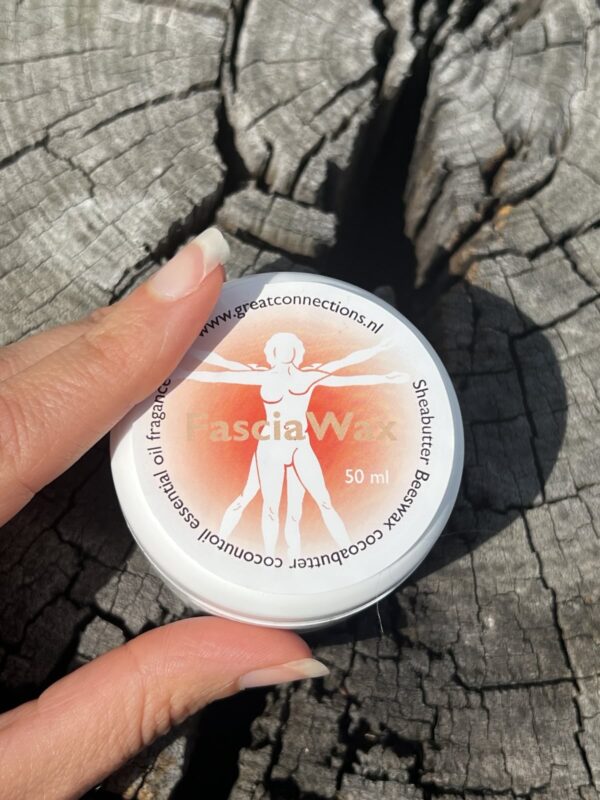 www.greatconnections.nl
FasciaWax
50 ml
Sheabutter Beeswax cocoabutter coconutoil essential oil fragance